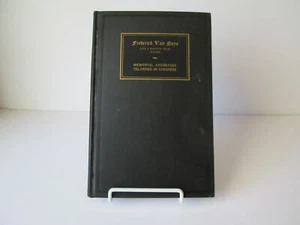 Frederick Van Nuys
MEMORIAL ADDRESSES
DELIVERED IN CONGRESS